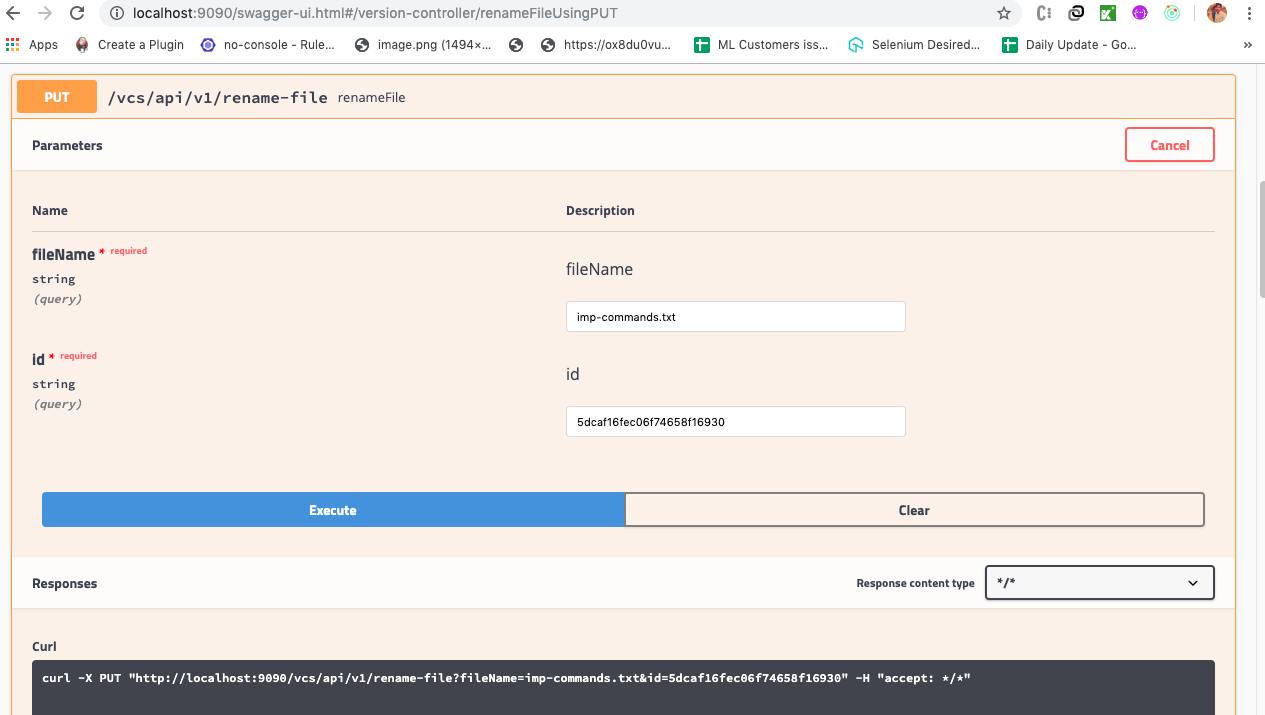 localhost:9090/swagger-ui.html#/version-controller/renameFileUsingPUT
Apps Create a Plugin no-console - Rule... image.png (1494×... https://ox8du0vu... ML Customers iss... Selenium Desired... Daily Update - Go... »
PUT /vcs/api/v1/rename-file renameFile
Parameters Cancel
Name Description
fileName * required
string
(query)
fileName
imp-commands.txt
id * required
string
(query)
id
5dcaf16fec06f74658f16930
Execute Clear
Responses Response content type */*
Curl
curl -X PUT "http://localhost:9090/vcs/api/v1/rename-file?fileName=imp-commands.txt&id=5dcaf16fec06f74658f16930" -H "accept: */*"